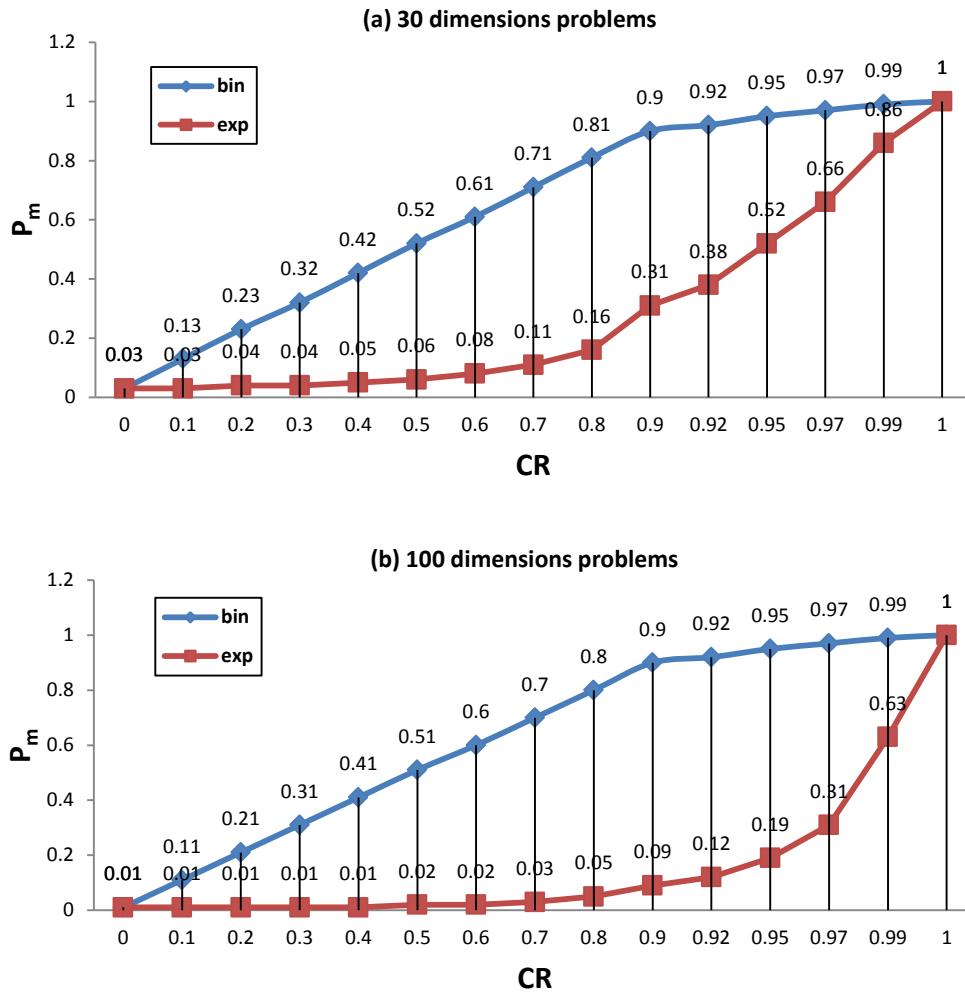 (a) 30 dimensions problems
1.2
1
0.8
0.6
0.4
0.2
0
P_m
bin
exp
0.03 0.13 0.23 0.32 0.42 0.52 0.61 0.71 0.81 0.9 0.92 0.95 0.97 0.99 1
0.03 0.03 0.04 0.04 0.05 0.06 0.08 0.11 0.16 0.31 0.38 0.52 0.66 0.86 1
0 0.1 0.2 0.3 0.4 0.5 0.6 0.7 0.8 0.9 0.92 0.95 0.97 0.99 1
CR
(b) 100 dimensions problems
1.2
1
0.8
0.6
0.4
0.2
0
P_m
bin
exp
0.01 0.11 0.21 0.31 0.41 0.51 0.6 0.7 0.8 0.9 0.92 0.95 0.97 0.99 1
0.01 0.01 0.01 0.01 0.01 0.02 0.02 0.03 0.05 0.09 0.12 0.19 0.31 0.63 1
0 0.1 0.2 0.3 0.4 0.5 0.6 0.7 0.8 0.9 0.92 0.95 0.97 0.99 1
CR